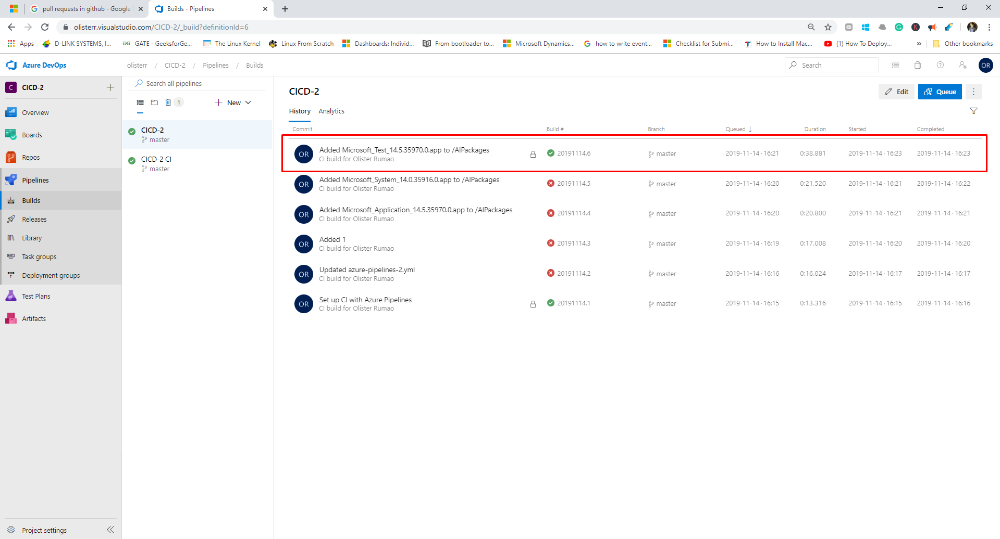 pull requests in github - Google
Builds - Pipelines
olisterr.visualstudio.com/CICD-2/_build?definitionId=6
Apps
D-LINK SYSTEMS, I...
GATE - GeeksforGe...
The Linux Kernel
Linux From Scratch
Dashboards: Individ...
From bootloader to...
Microsoft Dynamics...
how to write event...
Checklist for Submi...
How to Install Mac...
(1) How To Deploy...
»
Other bookmarks
Azure DevOps
olisterr / CICD-2 / Pipelines / Builds
Search
OR
C CICD-2
Overview
Boards
Repos
Pipelines
Builds
Releases
Library
Task groups
Deployment groups
Test Plans
Artifacts
Project settings
Search all pipelines
1
New
CICD-2
master
CICD-2 CI
master
CICD-2
Edit
Queue
History Analytics
Commit Build # Branch Queued ↓ Duration Started Completed
OR Added Microsoft_Test_14.5.35970.0.app to /AlPackages 20191114.6 master 2019-11-14 · 16:21 0:38.881 2019-11-14 · 16:23 2019-11-14 · 16:23
CI build for Olister Rumao
OR Added Microsoft_System_14.0.35916.0.app to /AlPackages 20191114.5 master 2019-11-14 · 16:20 0:21.520 2019-11-14 · 16:21 2019-11-14 · 16:22
CI build for Olister Rumao
OR Added Microsoft_Application_14.5.35970.0.app to /AlPackages 20191114.4 master 2019-11-14 · 16:20 0:20.800 2019-11-14 · 16:21 2019-11-14 · 16:21
CI build for Olister Rumao
OR Added 1 20191114.3 master 2019-11-14 · 16:19 0:17.008 2019-11-14 · 16:20 2019-11-14 · 16:20
CI build for Olister Rumao
OR Updated azure-pipelines-2.yml 20191114.2 master 2019-11-14 · 16:16 0:16.024 2019-11-14 · 16:17 2019-11-14 · 16:17
CI build for Olister Rumao
OR Set up CI with Azure Pipelines 20191114.1 master 2019-11-14 · 16:15 0:13.316 2019-11-14 · 16:15 2019-11-14 · 16:16
CI build for Olister Rumao